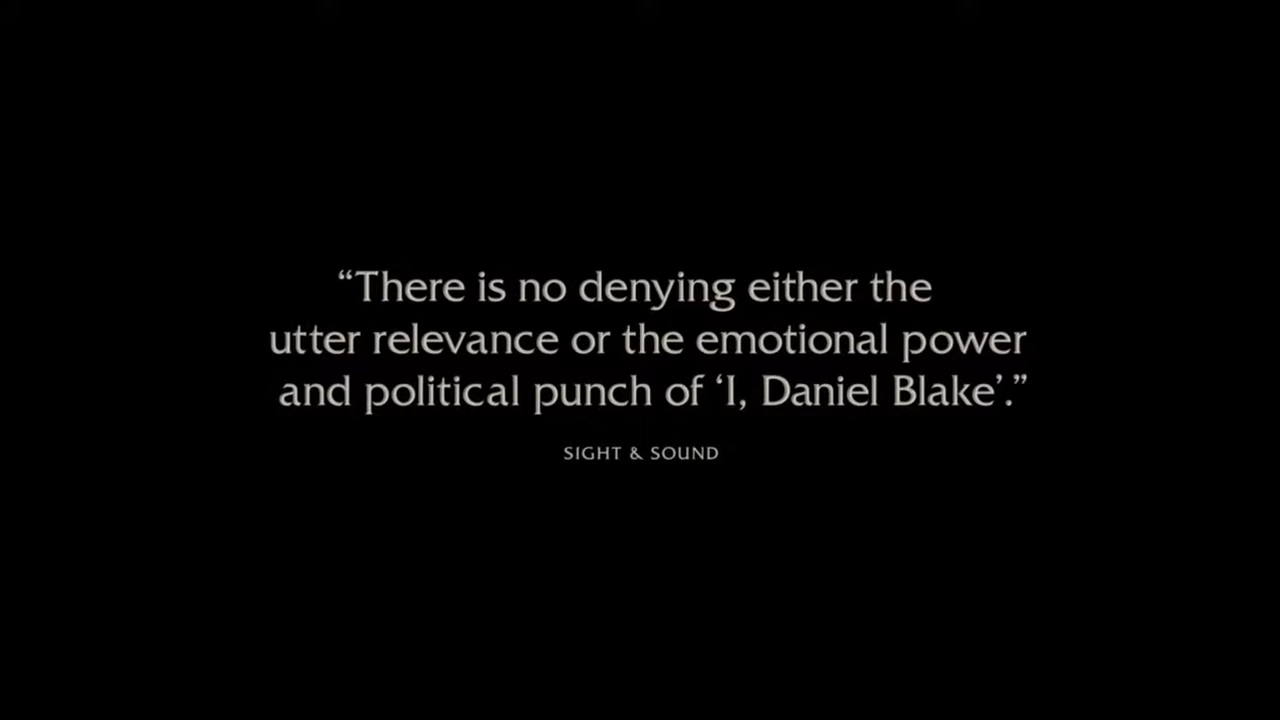 “There is no denying either the
utter relevance or the emotional power
and political punch of ‘I, Daniel Blake’.”
SIGHT & SOUND